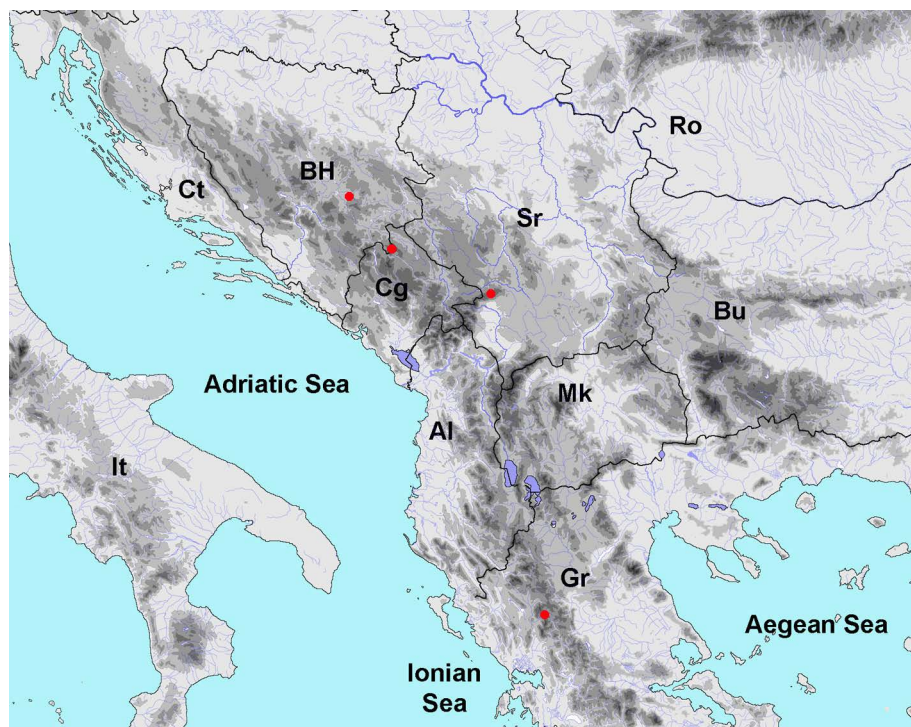 Ro
BH
Ct
Sr
Cg
Bu
Adriatic Sea
Mk
Al
It
Gr
Aegean Sea
Ionian
Sea